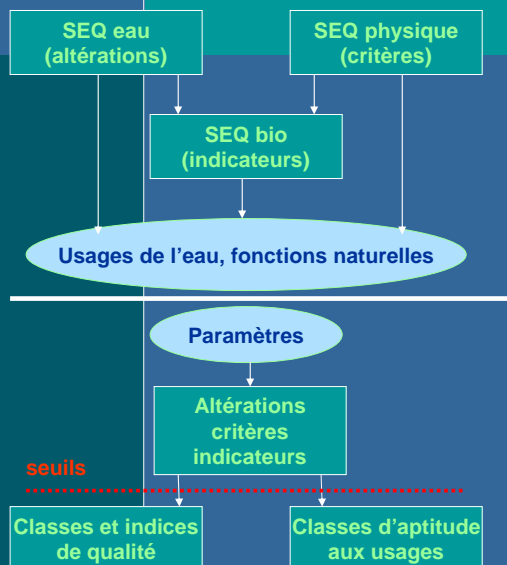 SEQ eau
(altérations)
SEQ physique
(critères)
SEQ bio
(indicateurs)
Usages de l'eau, fonctions naturelles
Paramètres
Altérations
critères
indicateurs
seuils
Classes et indices
de qualité
Classes d'aptitude
aux usages